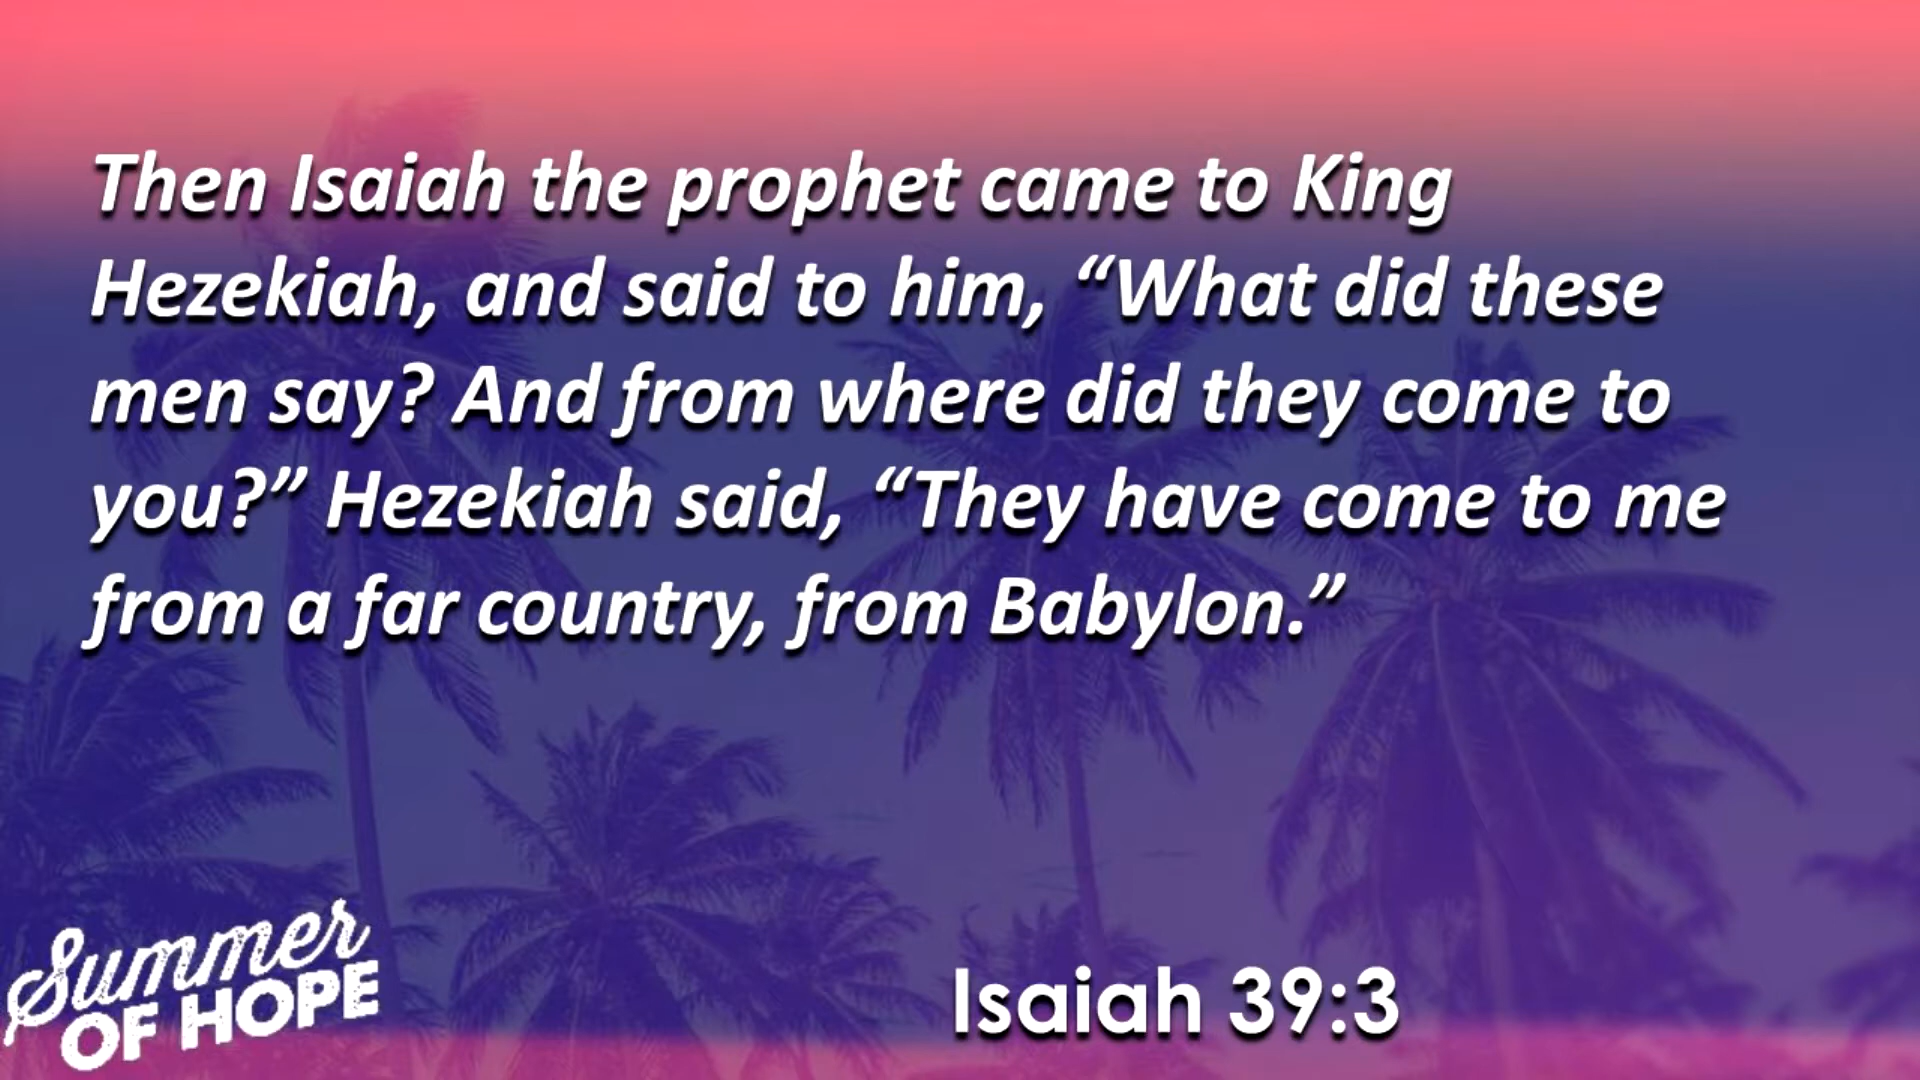 Then Isaiah the prophet came to King
Hezekiah, and said to him, “What did these
men say? And from where did they come to
you?” Hezekiah said, “They have come to me
from a far country, from Babylon.”
Summer
OF HOPE
Isaiah 39:3